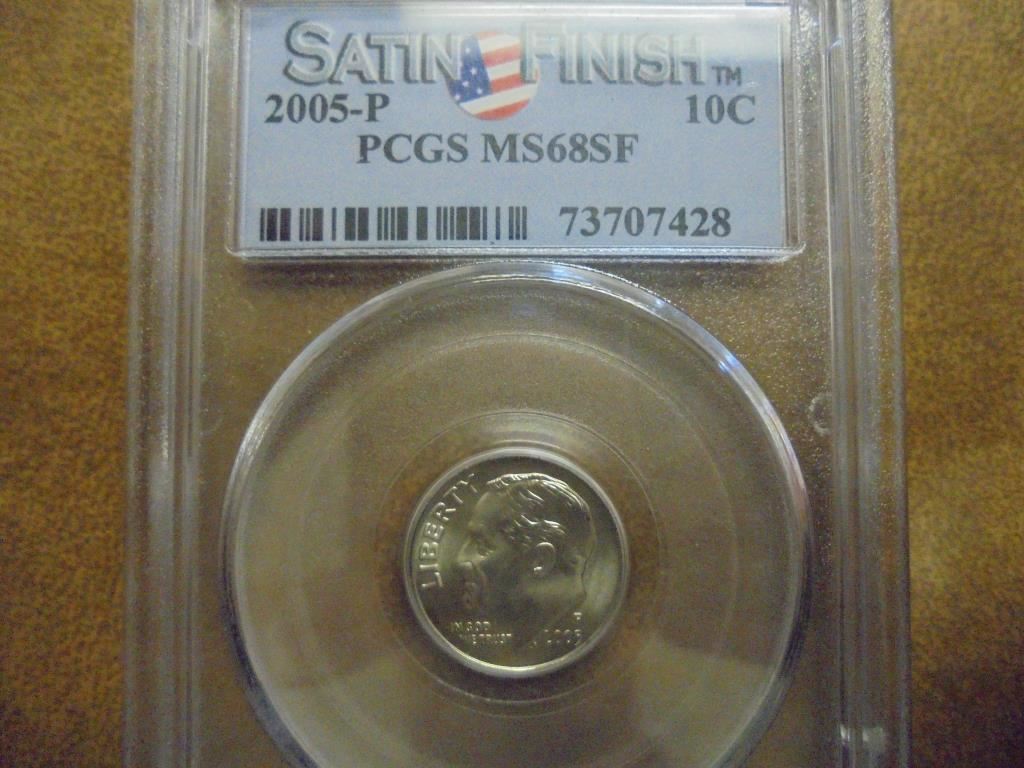 SATIN FINISH™
2005-P 10C
PCGS MS68SF
73707428
LIBERTY
IN GOD
WE TRUST
P
2005